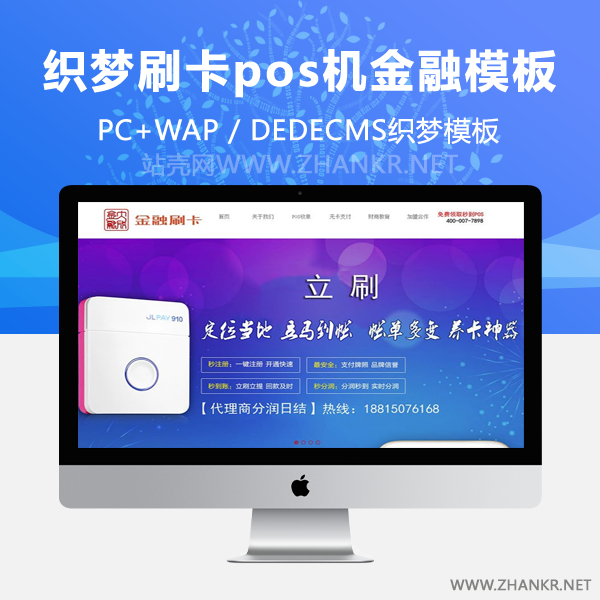 织梦刷卡pos机金融模板
PC+WAP / DEDECMS织梦模板
站壳网WWW.ZHANKR.NET
金融刷卡
首页 关于我们 POS收单 无卡支付 财商教育 加盟合作
免费领取秒到POS
400-007-7898
立刷
JLPAY 910
定位当地 立马到账 账单多变 养卡神器
秒注册：一键注册 开通快速
最安全：支付牌照 品牌信誉
秒到账：立刷立提 回款及时
秒分润：分润秒到 实时分润
【代理商分润日结】热线：18815076168
WWW.ZHANKR.NET